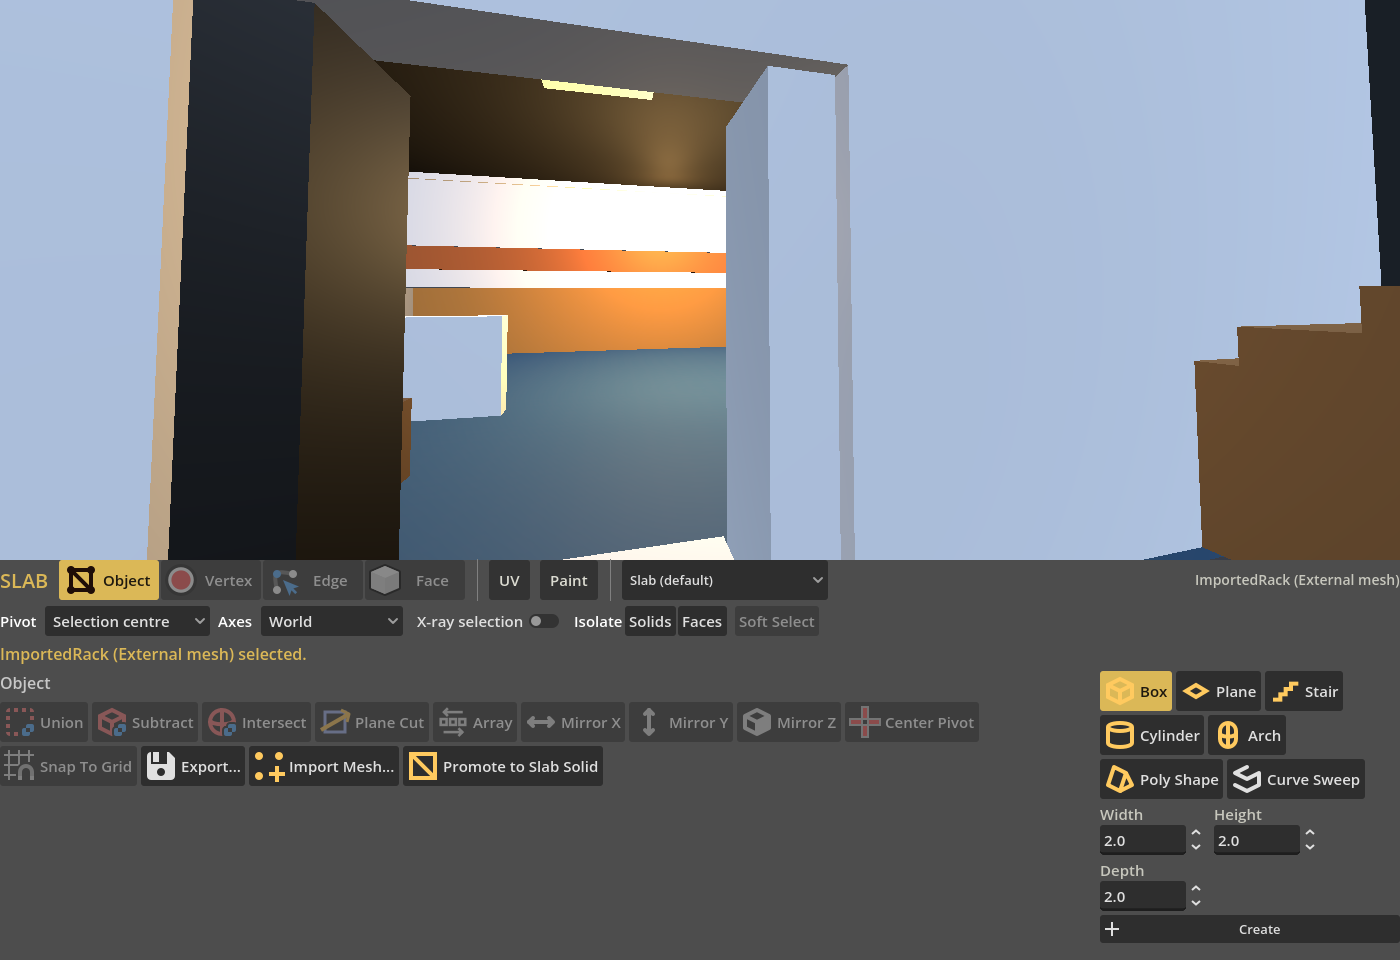 SLAB Object Vertex Edge Face UV Paint Slab (default) ImportedRack (External mesh)
Pivot Selection centre Axes World X-ray selection Isolate Solids Faces Soft Select
ImportedRack (External mesh) selected.
Object
Union Subtract Intersect Plane Cut Array Mirror X Mirror Y Mirror Z Center Pivot
Snap To Grid Export... Import Mesh... Promote to Slab Solid
Box Plane Stair
Cylinder Arch
Poly Shape Curve Sweep
Width Height
2.0 2.0
Depth
2.0
Create